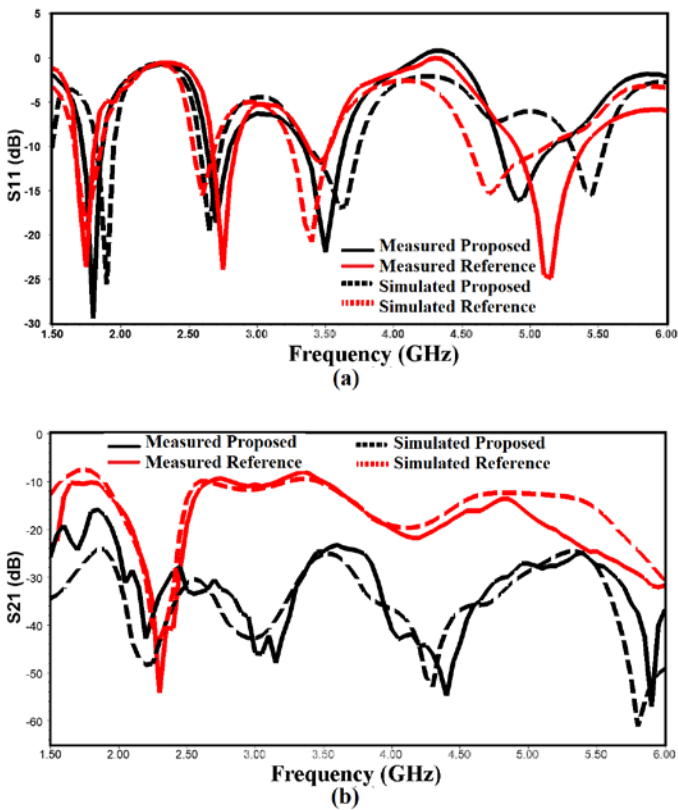 5
0
-5
-10
-15
-20
-25
-30
S11 (dB)
Measured Proposed
Measured Reference
Simulated Proposed
Simulated Reference
1.50 2.00 2.50 3.00 3.50 4.00 4.50 5.00 5.50 6.00
Frequency (GHz)
(a)
0
-10
-20
-30
-40
-50
-60
S21 (dB)
Measured Proposed Simulated Proposed
Measured Reference Simulated Reference
1.50 2.00 2.50 3.00 3.50 4.00 4.50 5.00 5.50 6.00
Frequency (GHz)
(b)